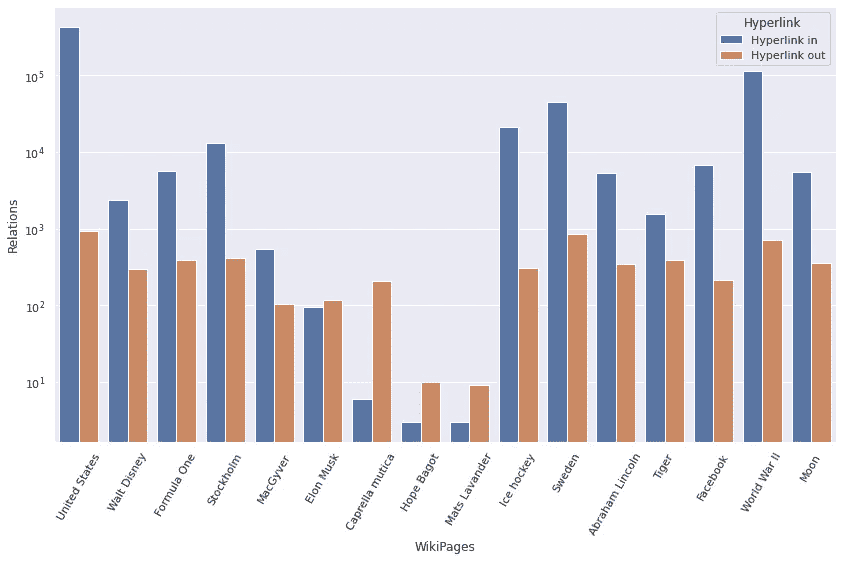 Hyperlink
Hyperlink in
Hyperlink out
10^5
10^4
10^3
10^2
10^1
Relations
United States
Walt Disney
Formula One
Stockholm
MacGyver
Elon Musk
Caprella mutica
Hope Bagot
Mats Lavander
Ice hockey
Sweden
Abraham Lincoln
Tiger
Facebook
World War II
Moon
WikiPages